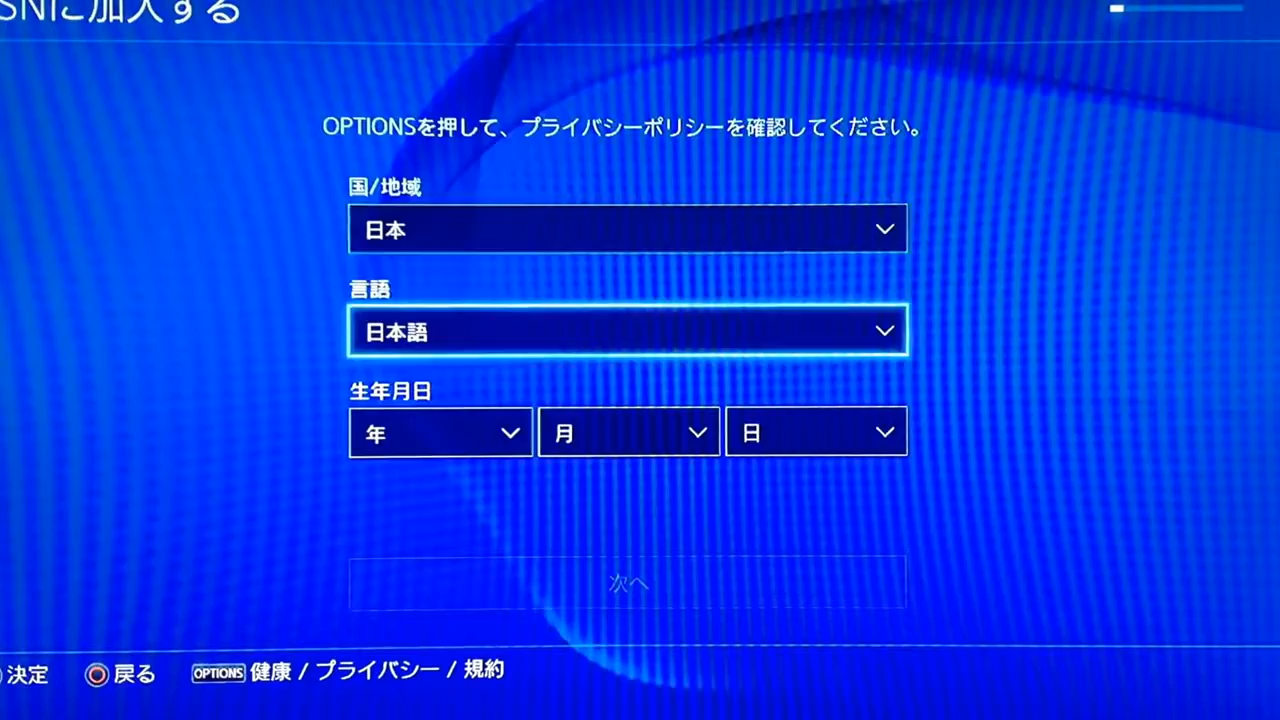 SNに加入する
OPTIONSを押して、プライバシーポリシーを確認してください。
国/地域
日本
言語
日本語
生年月日
年 月 日
次へ
決定 戻る OPTIONS 健康 / プライバシー / 規約